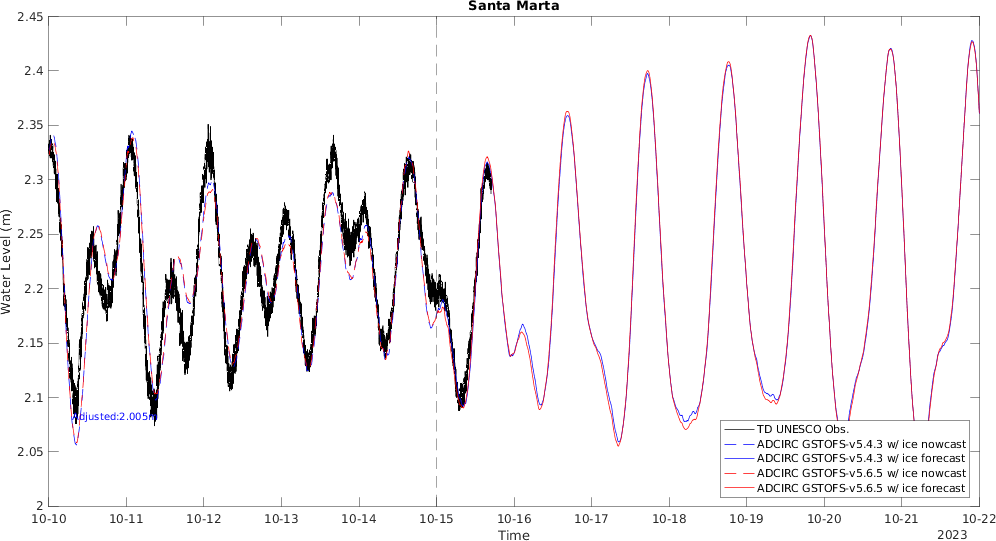 Santa Marta
2.45
2.4
2.35
2.3
2.25
2.2
2.15
2.1
2.05
2
Water Level (m)
Adjusted:2.005m
TD UNESCO Obs.
ADCIRC GSTOFS-v5.4.3 w/ ice nowcast
ADCIRC GSTOFS-v5.4.3 w/ ice forecast
ADCIRC GSTOFS-v5.6.5 w/ ice nowcast
ADCIRC GSTOFS-v5.6.5 w/ ice forecast
10-10 10-11 10-12 10-13 10-14 10-15 10-16 10-17 10-18 10-19 10-20 10-21 10-22
Time
2023